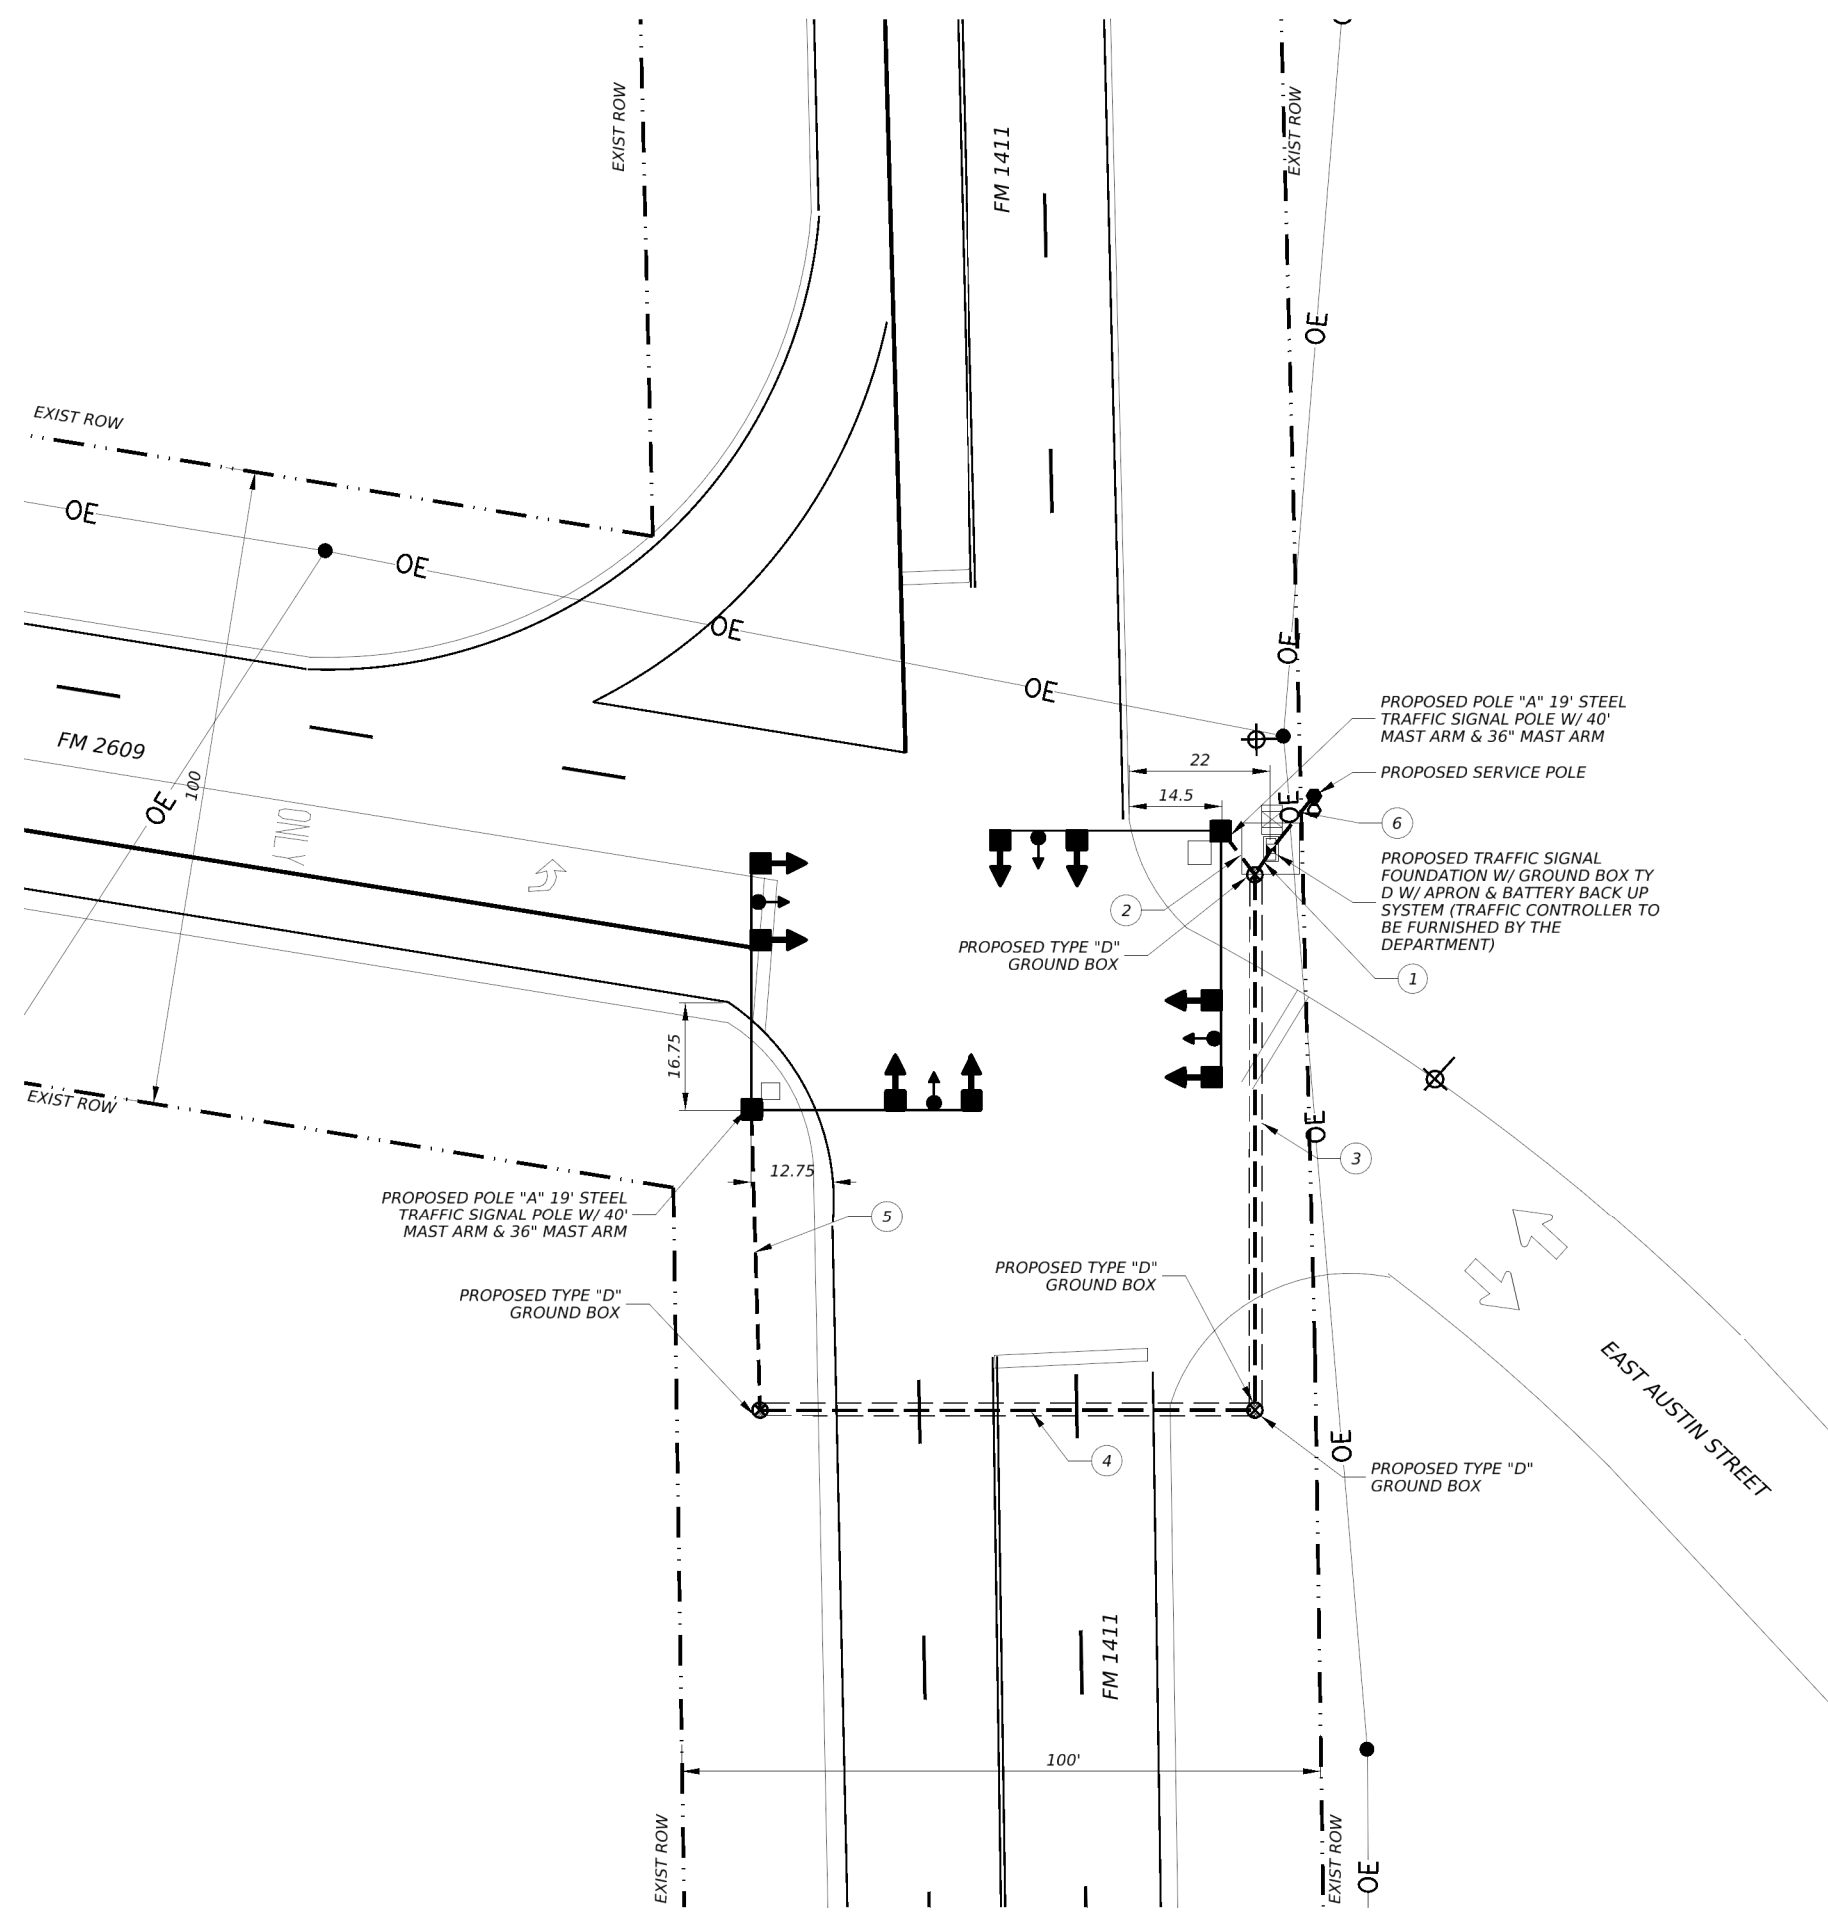 EXIST ROW
EXIST ROW
FM 1411
EXIST ROW
OE
OE
OE
OE
OE
OE
OE
FM 2609
100
OE
ONLY
22
14.5
OE
PROPOSED POLE "A" 19' STEEL
TRAFFIC SIGNAL POLE W/ 40'
MAST ARM & 36" MAST ARM
PROPOSED SERVICE POLE
6
PROPOSED TRAFFIC SIGNAL
FOUNDATION W/ GROUND BOX TY
D W/ APRON & BATTERY BACK UP
SYSTEM (TRAFFIC CONTROLLER TO
BE FURNISHED BY THE
DEPARTMENT)
2
PROPOSED TYPE "D"
GROUND BOX
1
16.75
EXIST ROW
OE
3
12.75
PROPOSED POLE "A" 19' STEEL
TRAFFIC SIGNAL POLE W/ 40'
MAST ARM & 36" MAST ARM
5
PROPOSED TYPE "D"
GROUND BOX
PROPOSED TYPE "D"
GROUND BOX
EAST AUSTIN STREET
4
OE
PROPOSED TYPE "D"
GROUND BOX
FM 1411
100'
EXIST ROW
EXIST ROW
OE